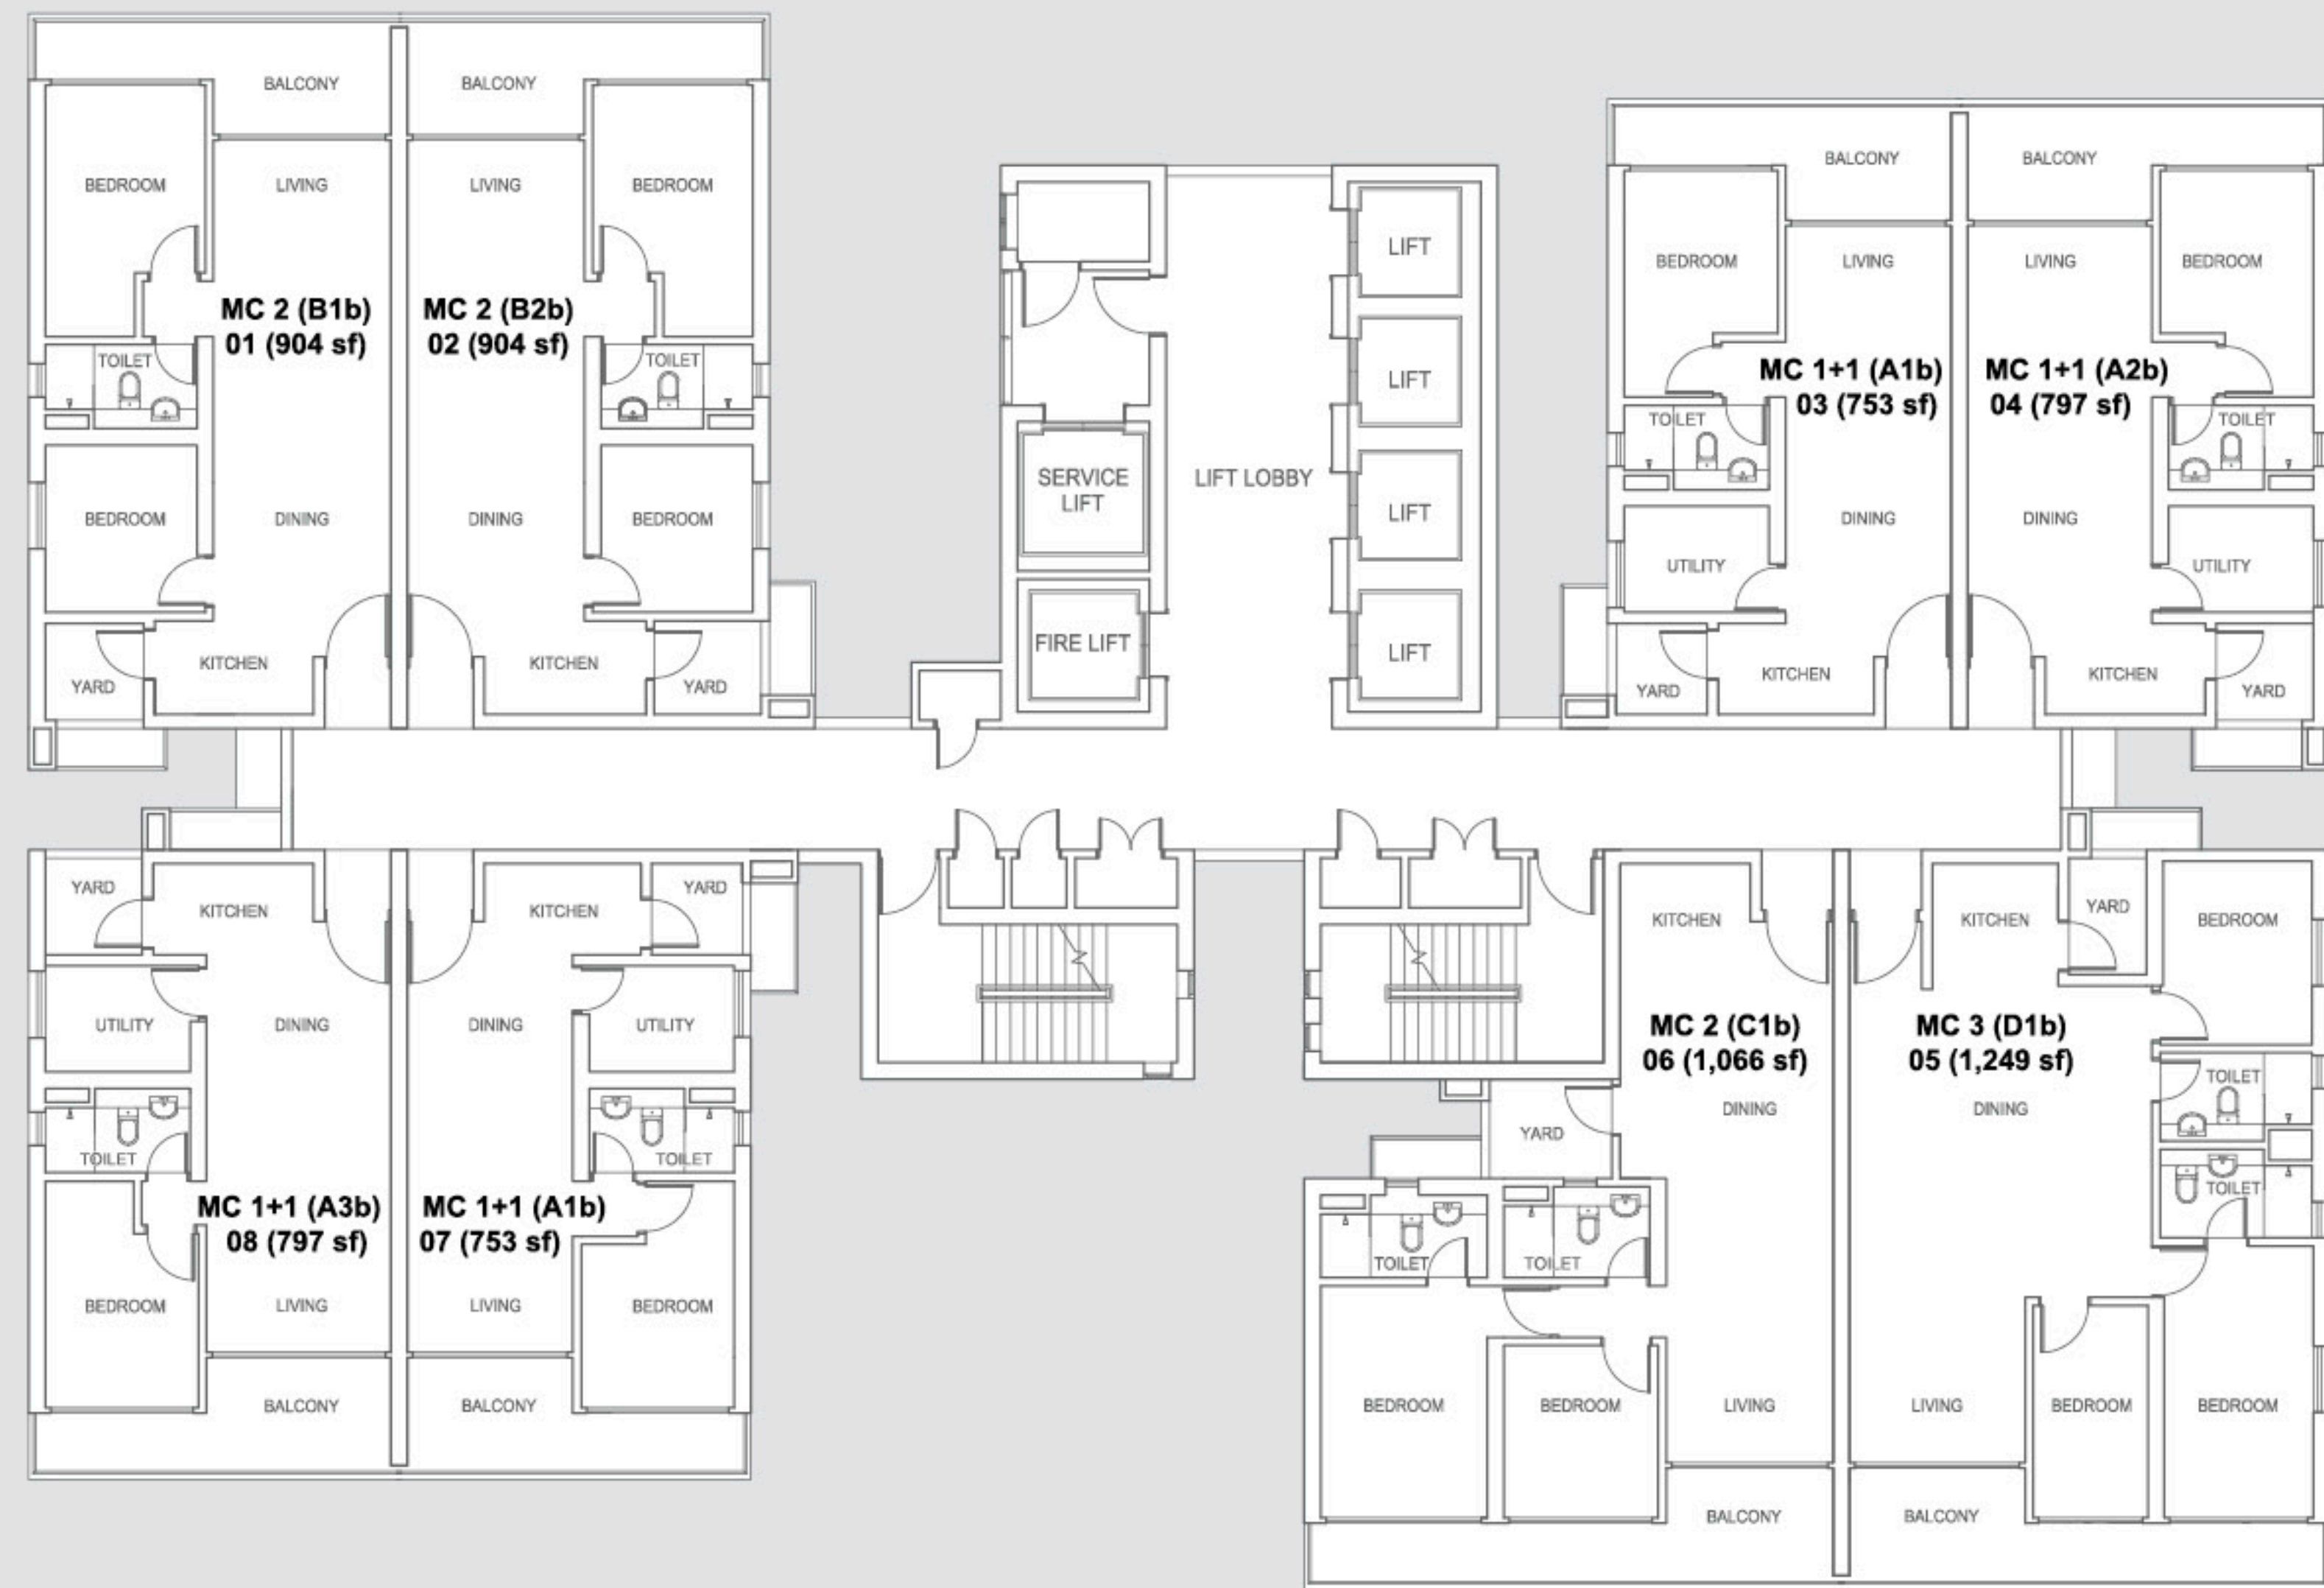 BALCONY
BALCONY
BEDROOM
LIVING
LIVING
BEDROOM
MC 2 (B1b)
01 (904 sf)
MC 2 (B2b)
02 (904 sf)
TOILET
TOILET
BEDROOM
DINING
DINING
BEDROOM
KITCHEN
KITCHEN
YARD
YARD
LIFT
LIFT
LIFT
LIFT
SERVICE
LIFT
LIFT LOBBY
FIRE LIFT
BALCONY
BALCONY
BEDROOM
LIVING
LIVING
BEDROOM
MC 1+1 (A1b)
03 (753 sf)
MC 1+1 (A2b)
04 (797 sf)
TOILET
TOILET
DINING
DINING
UTILITY
UTILITY
KITCHEN
KITCHEN
YARD
YARD
YARD
KITCHEN
KITCHEN
YARD
UTILITY
DINING
DINING
UTILITY
TOILET
TOILET
MC 1+1 (A3b)
08 (797 sf)
MC 1+1 (A1b)
07 (753 sf)
BEDROOM
LIVING
LIVING
BEDROOM
BALCONY
BALCONY
KITCHEN
KITCHEN
YARD
BEDROOM
MC 2 (C1b)
06 (1,066 sf)
MC 3 (D1b)
05 (1,249 sf)
TOILET
DINING
DINING
YARD
TOILET
TOILET
TOILET
BEDROOM
BEDROOM
LIVING
LIVING
BEDROOM
BEDROOM
BALCONY
BALCONY